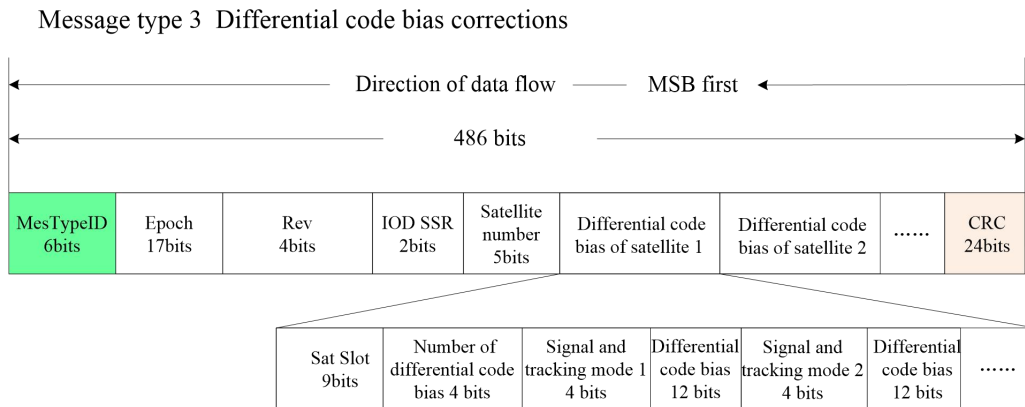 Message type 3 Differential code bias corrections
Direction of data flow MSB first
486 bits
MesTypeID
6bits
Epoch
17bits
Rev
4bits
IOD SSR
2bits
Satellite
number
5bits
Differential code
bias of satellite 1
Differential code
bias of satellite 2
……
CRC
24bits
Sat Slot
9bits
Number of
differential code
bias 4 bits
Signal and
tracking mode 1
4 bits
Differential
code bias
12 bits
Signal and
tracking mode 2
4 bits
Differential
code bias
12 bits
……